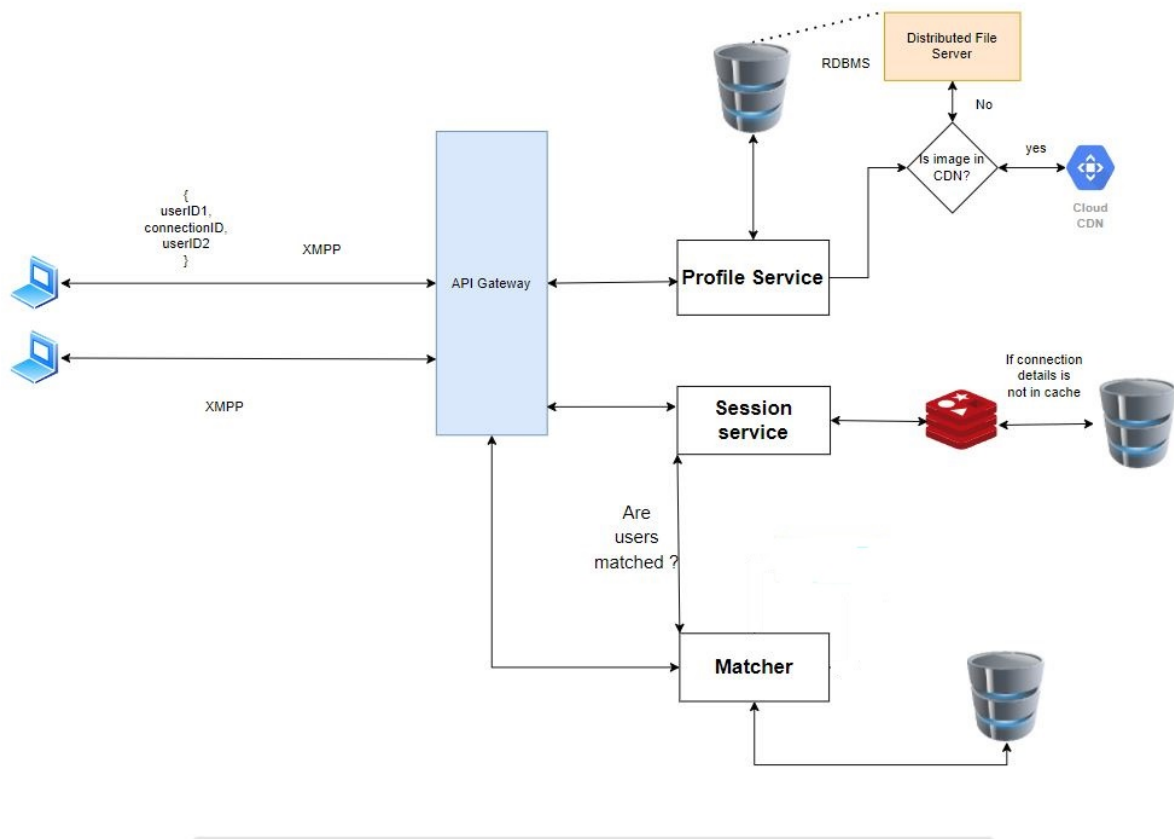 Distributed File
Server
RDBMS
No
Is image in
CDN?
yes
Cloud
CDN
{
userID1,
connectionID,
userID2
}
XMPP
API Gateway
Profile Service
XMPP
Session
service
If connection
details is
not in cache
Are
users
matched ?
Matcher